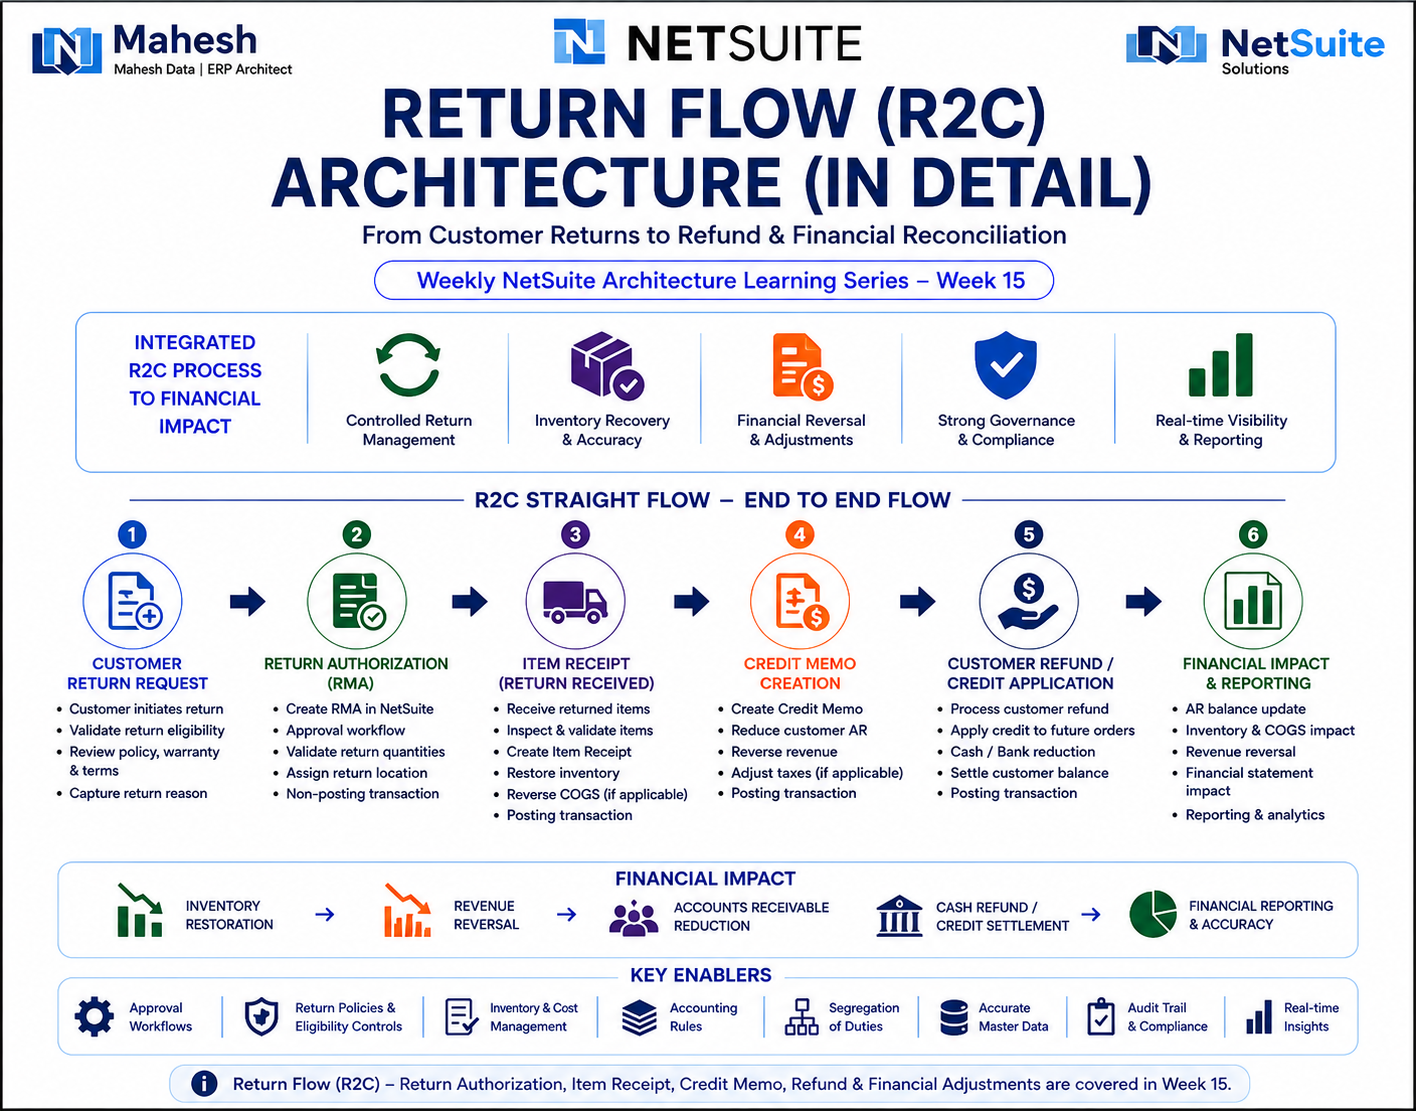 Mahesh
Mahesh Data | ERP Architect
NETSUITE
NetSuite
Solutions
RETURN FLOW (R2C)
ARCHITECTURE (IN DETAIL)
From Customer Returns to Refund & Financial Reconciliation
Weekly NetSuite Architecture Learning Series – Week 15
INTEGRATED
R2C PROCESS
TO FINANCIAL
IMPACT
Controlled Return
Management
Inventory Recovery
& Accuracy
Financial Reversal
& Adjustments
Strong Governance
& Compliance
Real-time Visibility
& Reporting
R2C STRAIGHT FLOW – END TO END FLOW
1
CUSTOMER
RETURN REQUEST
• Customer initiates return
• Validate return eligibility
• Review policy, warranty
& terms
• Capture return reason
2
RETURN AUTHORIZATION
(RMA)
• Create RMA in NetSuite
• Approval workflow
• Validate return quantities
• Assign return location
• Non-posting transaction
3
ITEM RECEIPT
(RETURN RECEIVED)
• Receive returned items
• Inspect & validate items
• Create Item Receipt
• Restore inventory
• Reverse COGS (if applicable)
• Posting transaction
4
CREDIT MEMO
CREATION
• Create Credit Memo
• Reduce customer AR
• Reverse revenue
• Adjust taxes (if applicable)
• Posting transaction
5
CUSTOMER REFUND /
CREDIT APPLICATION
• Process customer refund
• Apply credit to future orders
• Cash / Bank reduction
• Settle customer balance
• Posting transaction
6
FINANCIAL IMPACT
& REPORTING
• AR balance update
• Inventory & COGS impact
• Revenue reversal
• Financial statement
impact
• Reporting & analytics
FINANCIAL IMPACT
INVENTORY
RESTORATION
REVENUE
REVERSAL
ACCOUNTS RECEIVABLE
REDUCTION
CASH REFUND /
CREDIT SETTLEMENT
FINANCIAL REPORTING
& ACCURACY
KEY ENABLERS
Approval
Workflows
Return Policies &
Eligibility Controls
Inventory & Cost
Management
Accounting
Rules
Segregation
of Duties
Accurate
Master Data
Audit Trail
& Compliance
Real-time
Insights
Return Flow (R2C) – Return Authorization, Item Receipt, Credit Memo, Refund & Financial Adjustments are covered in Week 15.